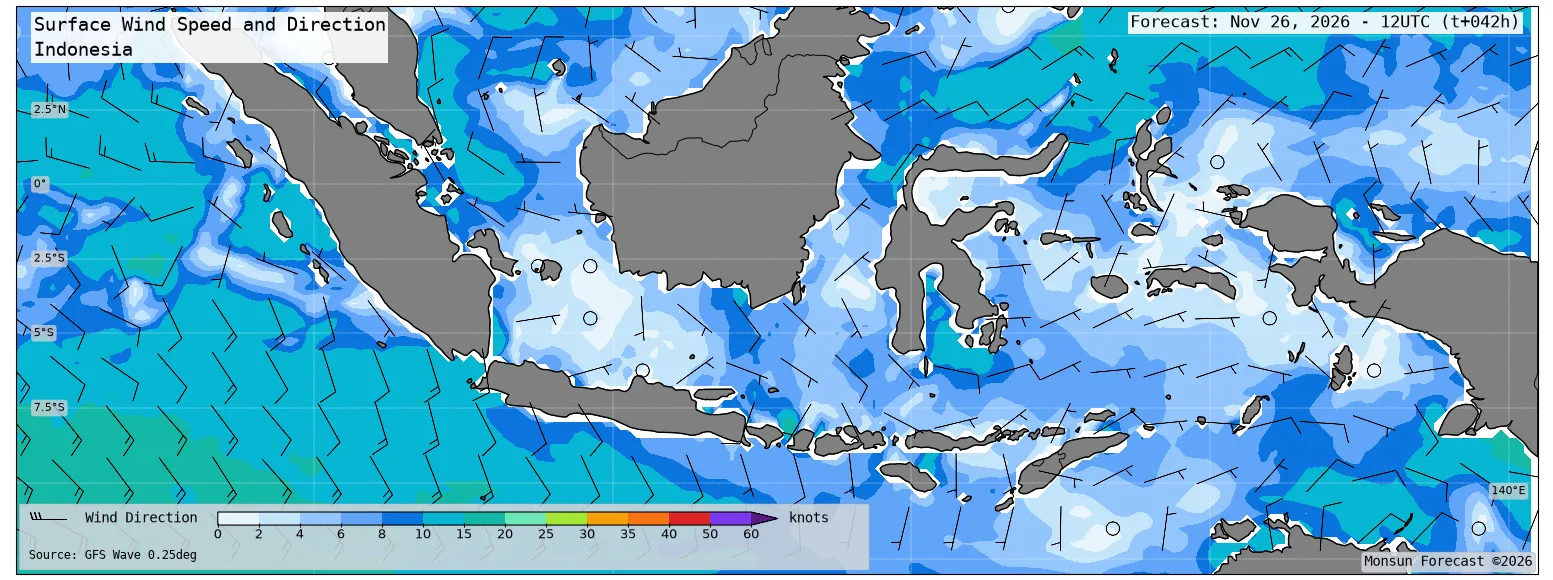 Surface Wind Speed and Direction
Indonesia
Forecast: Nov 26, 2026 - 12UTC (t+042h)
2.5°N
0°
2.5°S
5°S
7.5°S
140°E
Wind Direction
0 2 4 6 8 10 15 20 25 30 35 40 50 60 knots
Source: GFS Wave 0.25deg
Monsun Forecast ©2026